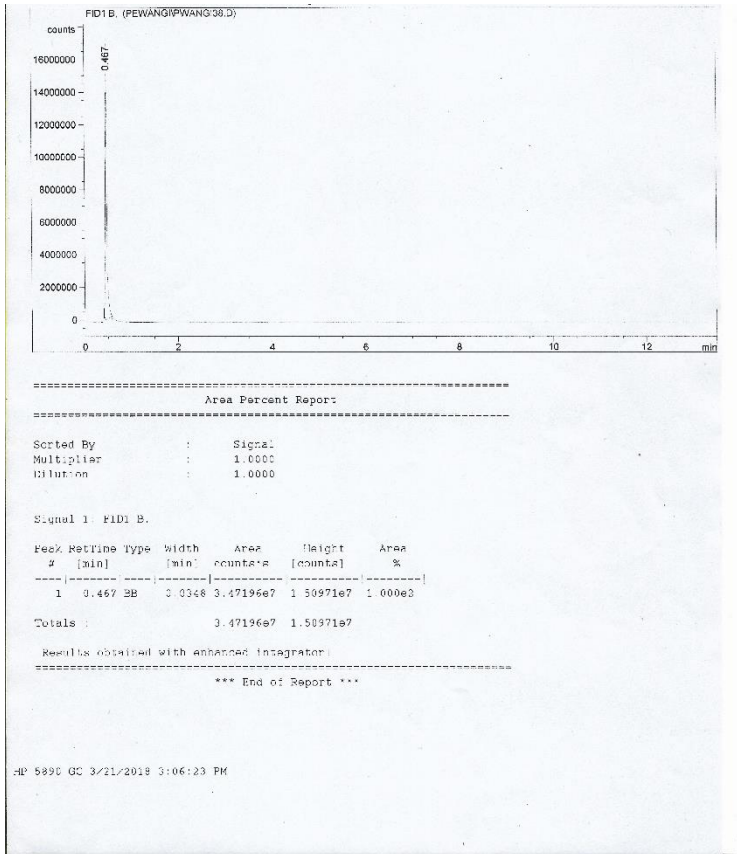 FID1 B, (PEWANGI\PWANG'38.D)
counts
0.467
16000000
14000000
12000000
10000000
8000000
6000000
4000000
2000000
0
0 2 4 6 8 10 12 min
Area Percent Report
Sorted By : Signal
Multiplier : 1.0000
Dilution : 1.0000
Signal 1: FID1 B,
Peak RetTime Type Width Area Height Area
# [min] [min] counts*s [counts] %
1 0.467 BB 0.0348 3.47196e7 1.50971e7 1.000e2
Totals : 3.47196e7 1.50971e7
Results obtained with enhanced integrator!
*** End of Report ***
HP 5890 GC 3/21/2018 3:06:23 PM